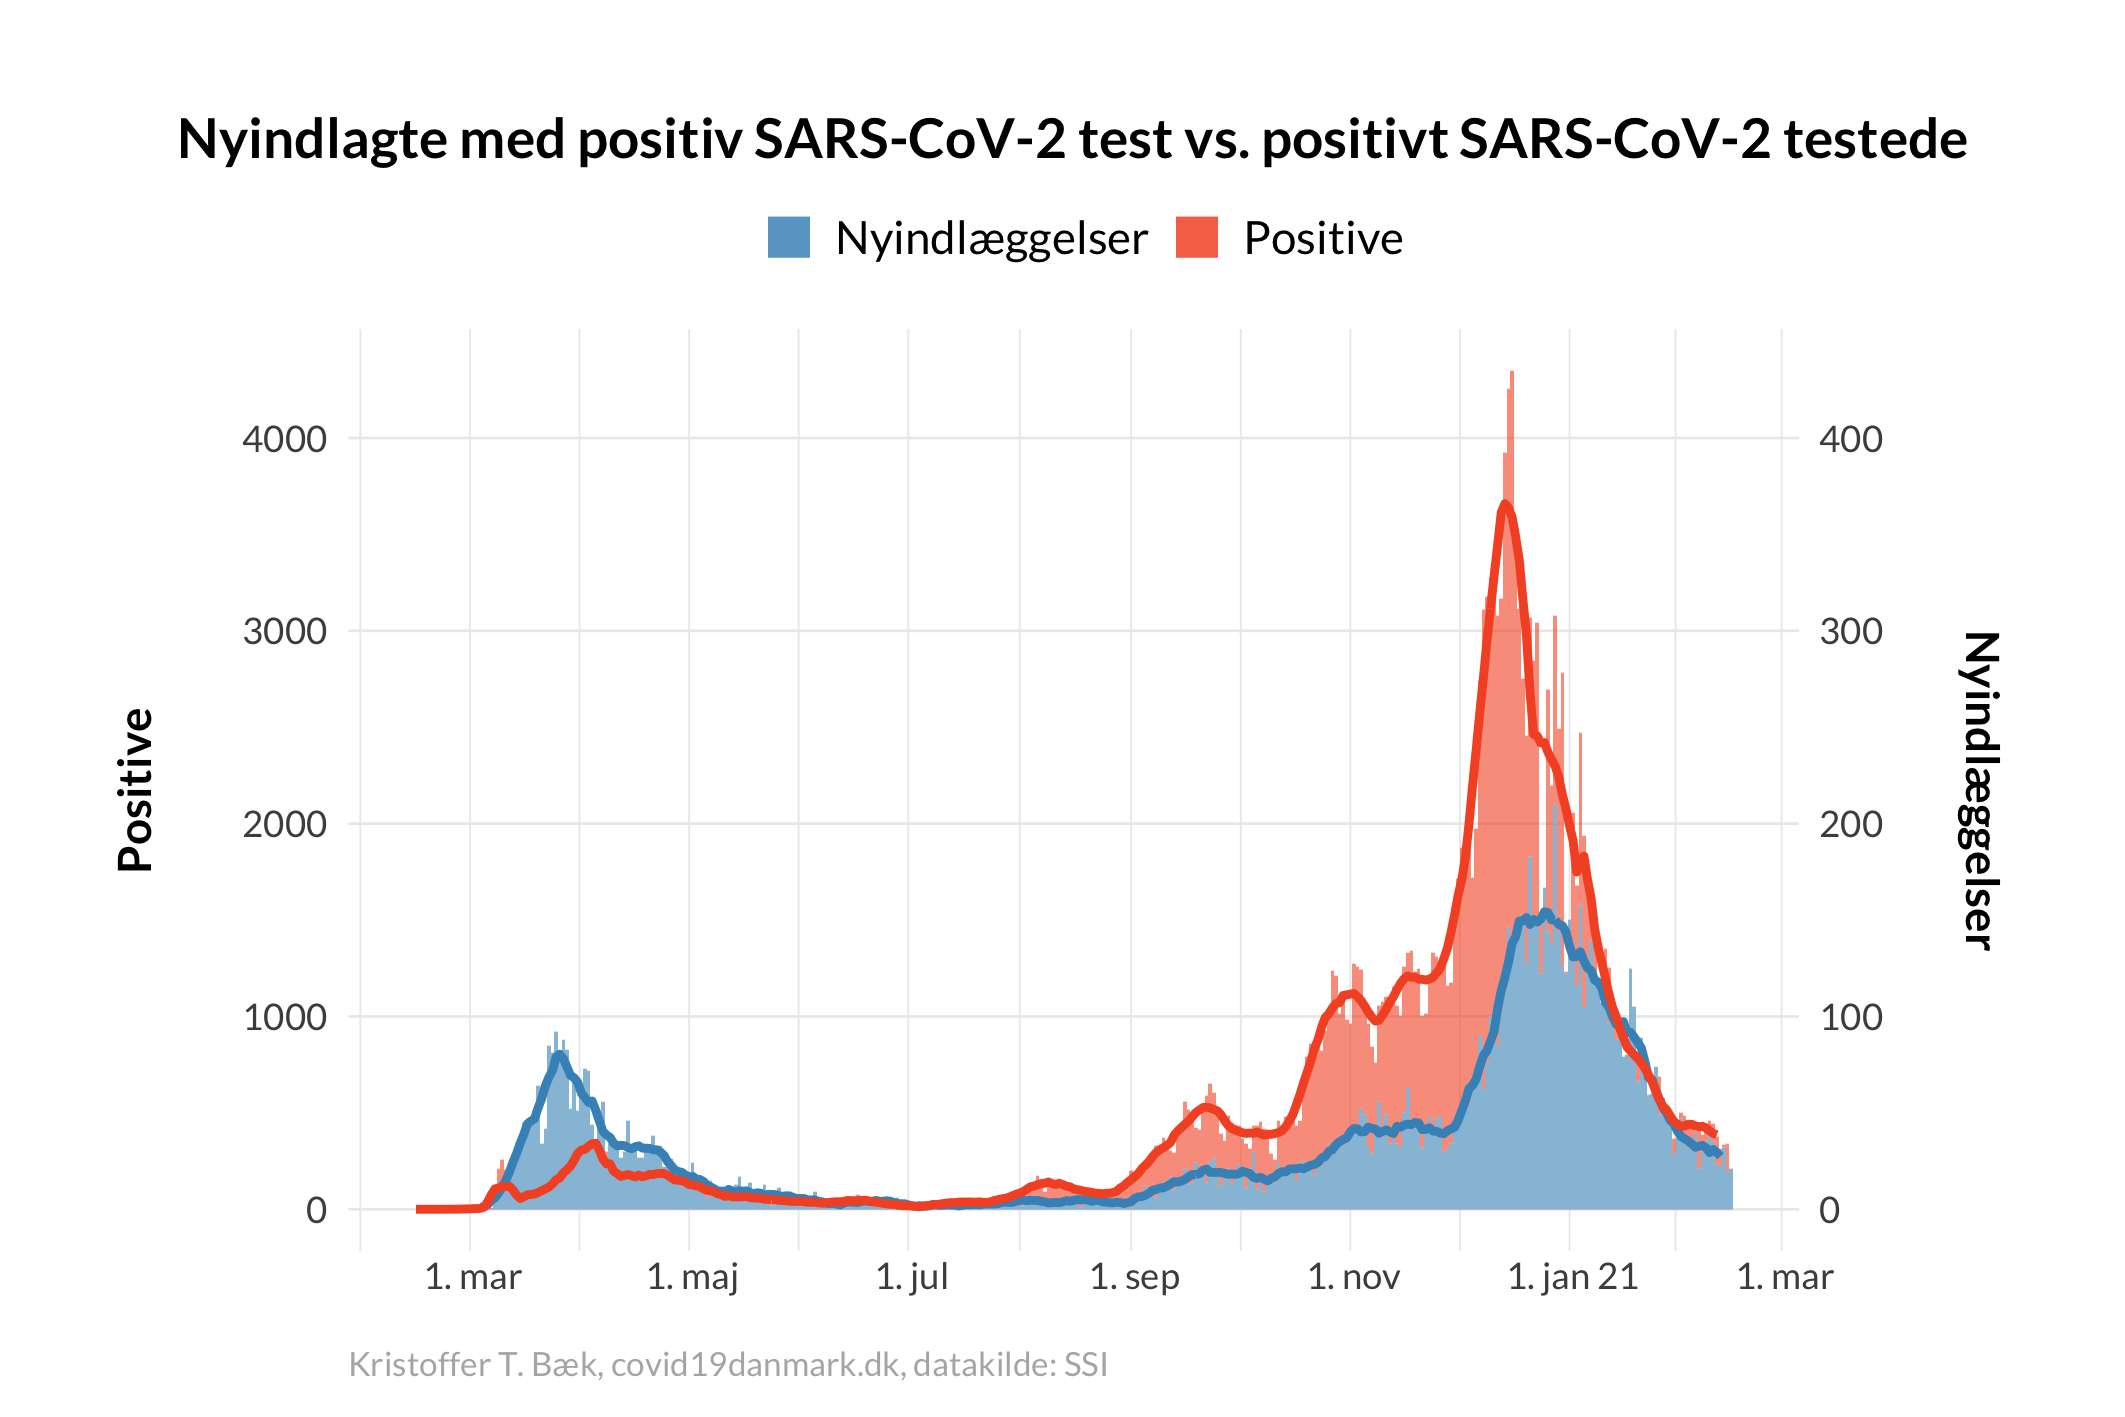 Nyindlagte med positiv SARS-CoV-2 test vs. positivt SARS-CoV-2 testede
Nyindlæggelser Positive
4000 400
3000 300
2000 200
1000 100
0 0
Positive
Nyindlæggelser
1. mar 1. maj 1. jul 1. sep 1. nov 1. jan 21 1. mar
Kristoffer T. Bæk, covid19danmark.dk, datakilde: SSI